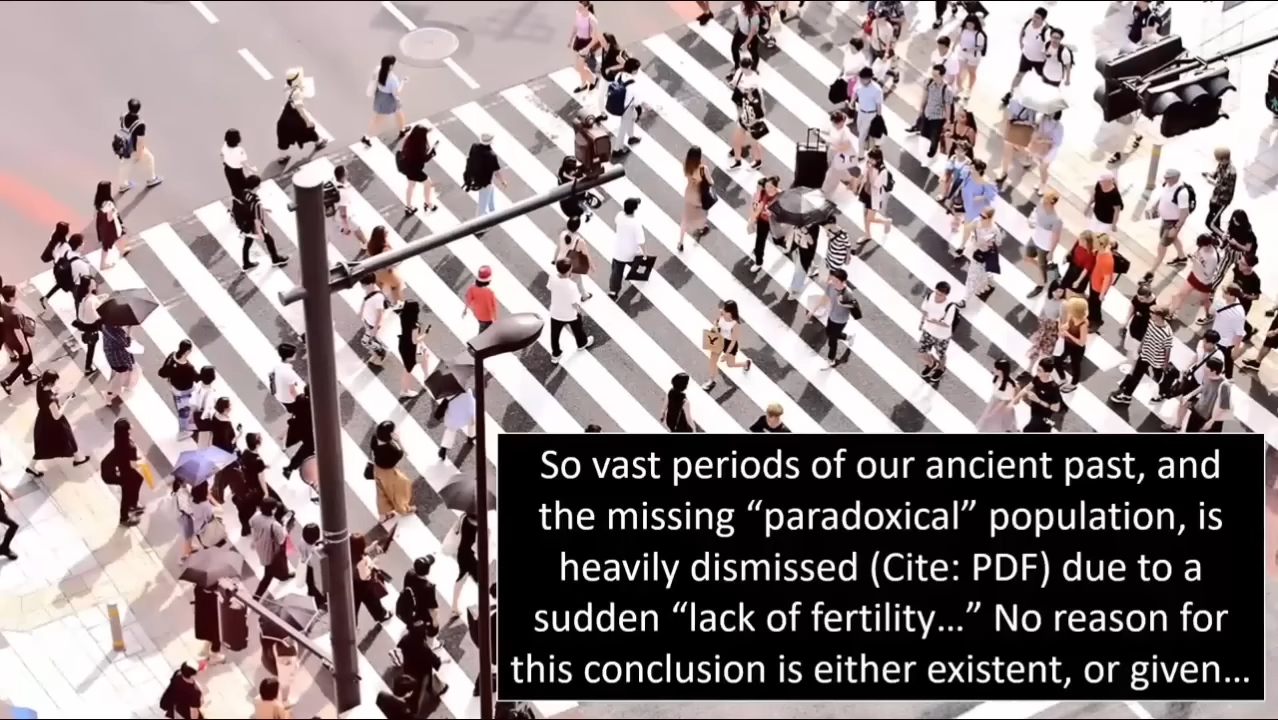 So vast periods of our ancient past, and
the missing “paradoxical” population, is
heavily dismissed (Cite: PDF) due to a
sudden “lack of fertility...” No reason for
this conclusion is either existent, or given...